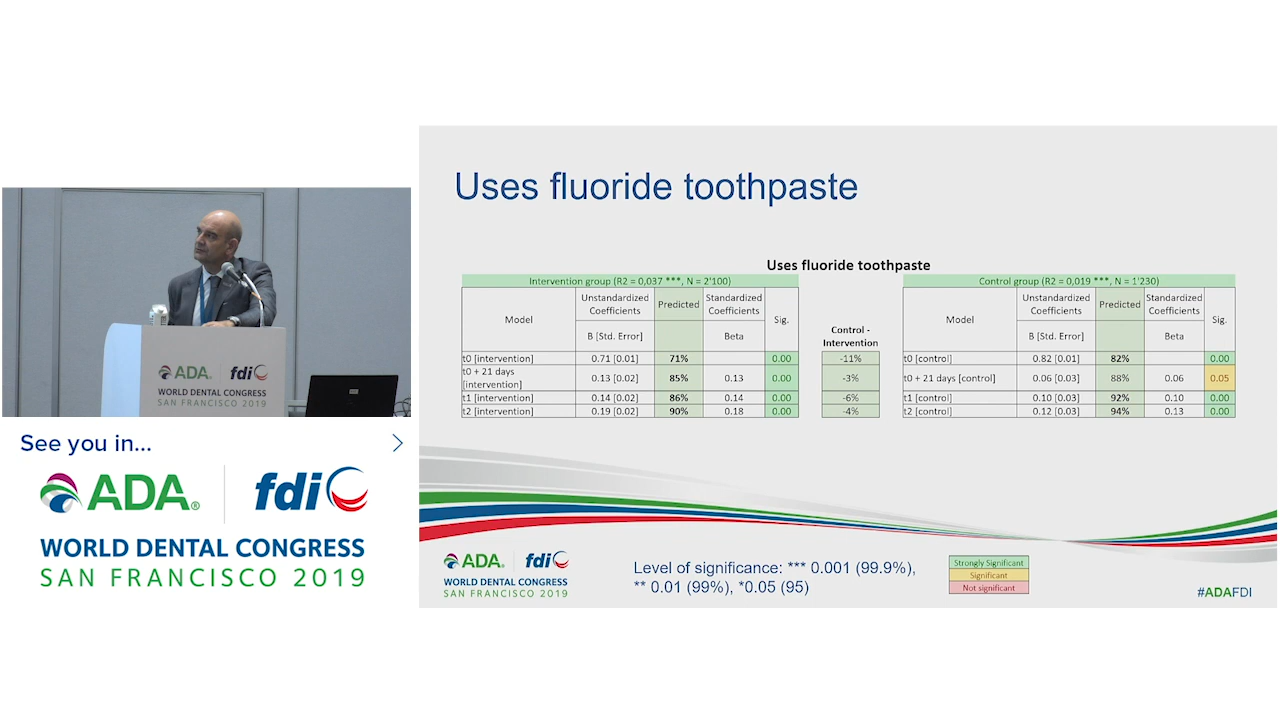 ADA.
fdi
WORLD DENTAL CONGRESS
SAN FRANCISCO 2019
See you in...
ADA®
fdi
WORLD DENTAL CONGRESS
SAN FRANCISCO 2019
Uses fluoride toothpaste
Uses fluoride toothpaste
Intervention group (R2 = 0,037 ***, N = 2'100)
Model
Unstandardized Coefficients
Predicted
Standardized Coefficients
Sig.
B [Std. Error]
Beta
t0 [intervention] 0.71 [0.01] 71% 0.00
t0 + 21 days [intervention] 0.13 [0.02] 85% 0.13 0.00
t1 [intervention] 0.14 [0.02] 86% 0.14 0.00
t2 [intervention] 0.19 [0.02] 90% 0.18 0.00
Control -
Intervention
-11%
-3%
-6%
-4%
Control group (R2 = 0,019 ***, N = 1'230)
Model
Unstandardized Coefficients
Predicted
Standardized Coefficients
Sig.
B [Std. Error]
Beta
t0 [control] 0.82 [0.01] 82% 0.00
t0 + 21 days [control] 0.06 [0.03] 88% 0.06 0.05
t1 [control] 0.10 [0.03] 92% 0.10 0.00
t2 [control] 0.12 [0.03] 94% 0.13 0.00
ADA.
fdi
WORLD DENTAL CONGRESS
SAN FRANCISCO 2019
Level of significance: *** 0.001 (99.9%),
** 0.01 (99%), *0.05 (95)
Strongly Significant
Significant
Not significant
#ADAFDI